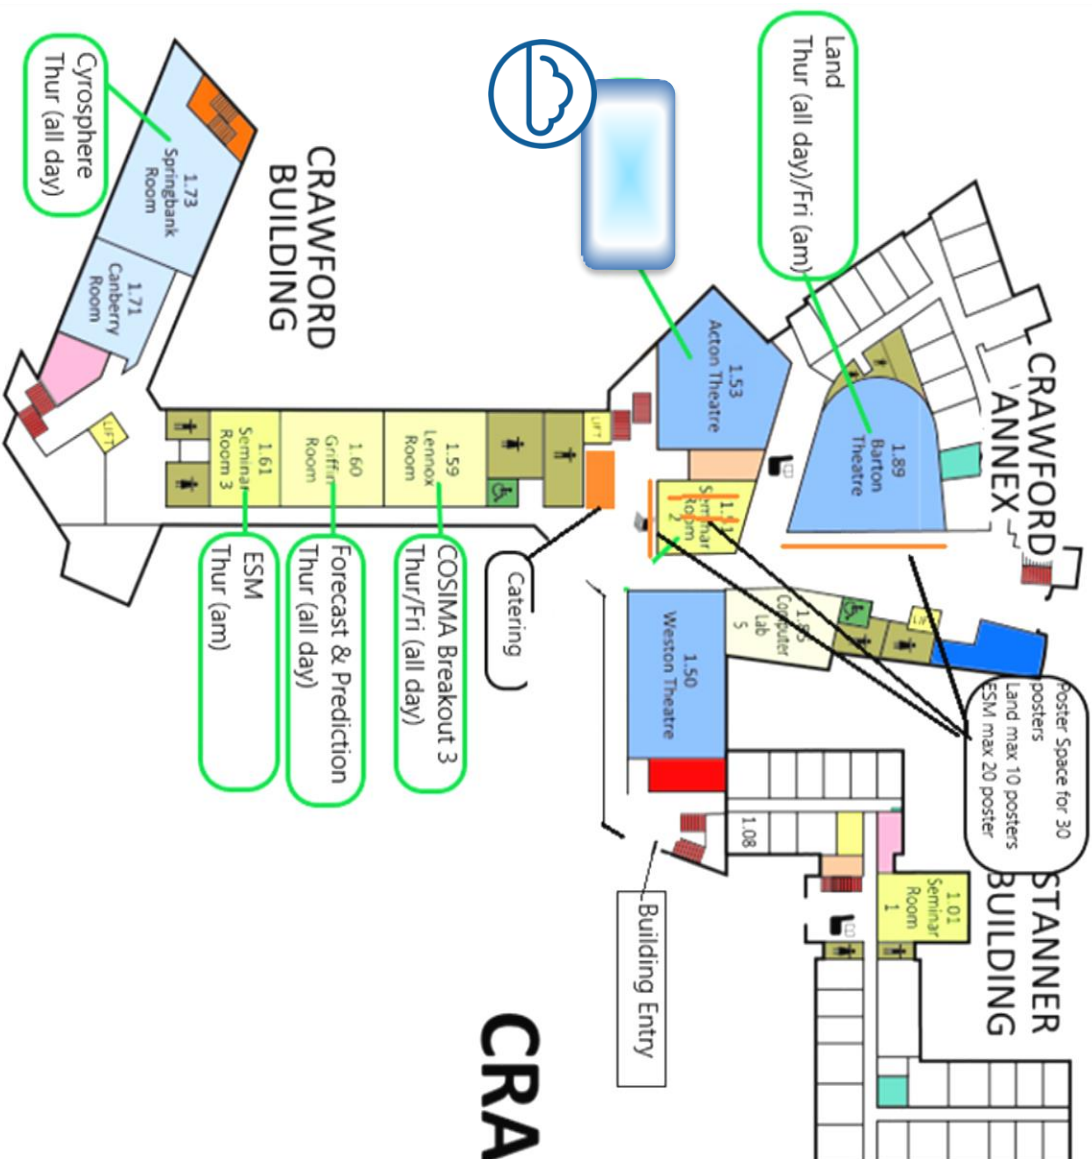 CRAWFORD
ANNEX
STANNER
BUILDING
Poster Space for 30
posters
Land max 10 posters
ESM max 20 poster
Land
Thur (all day)/Fri (am)
1.89
Barton
Theatre
1.01
Seminar
Room
1
Computer
Lab
5
1.08
1.53
Acton Theatre
Seminar
Room
2
1.50
Weston Theatre
Building Entry
LIFT
Catering
CRA
1.59
Lennox
Room
COSIMA Breakout 3
Thur/Fri (all day)
1.60
Griffin
Room
Forecast & Prediction
Thur (all day)
1.61
Seminar
Room 3
ESM
Thur (am)
CRAWFORD
BUILDING
1.73
Springbank
Room
1.71
Canberry
Room
LIFT
Cyrosphere
Thur (all day)